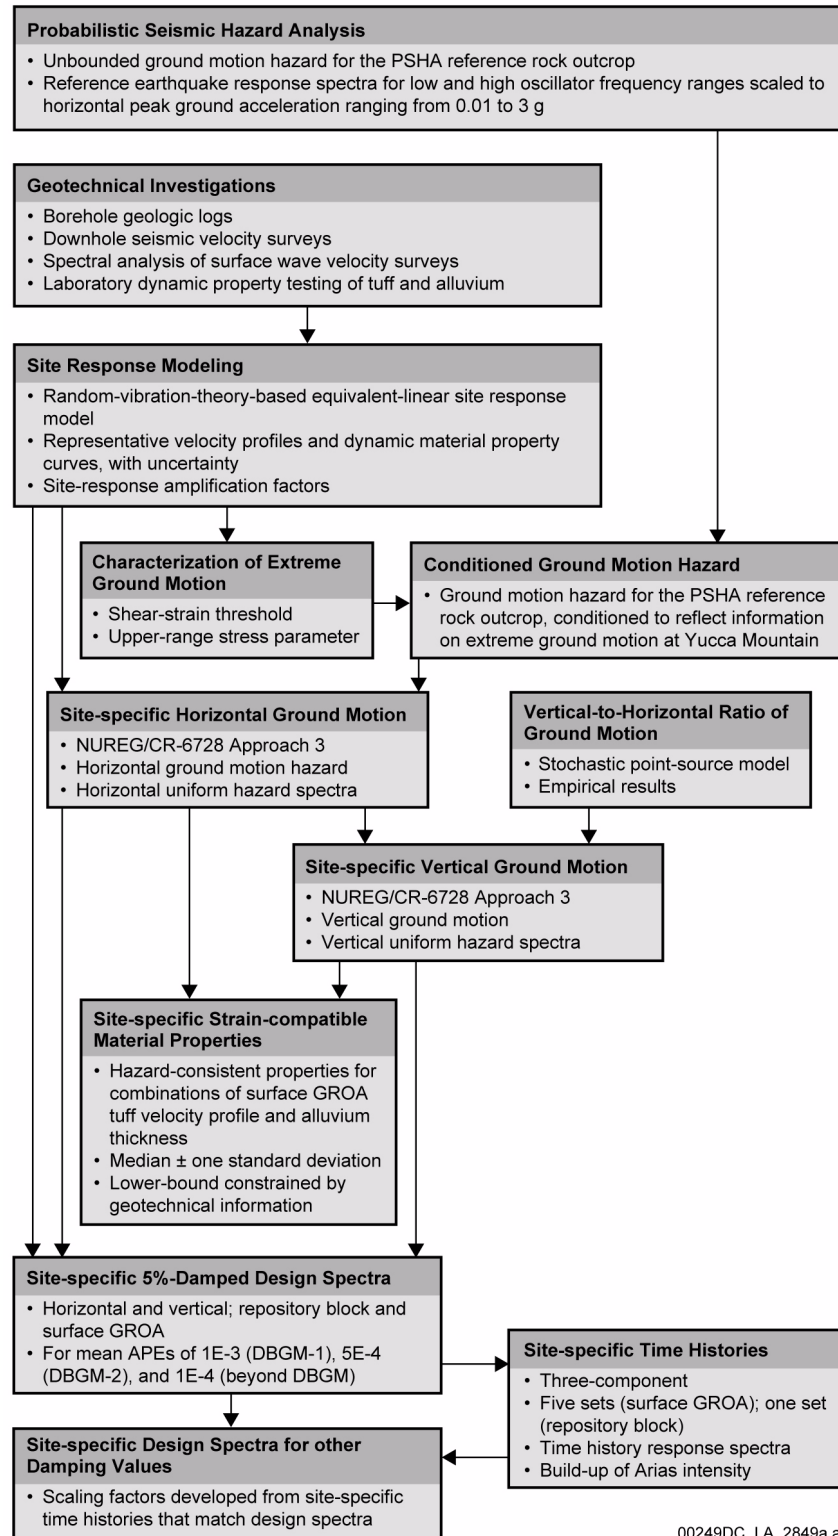 Probabilistic Seismic Hazard Analysis
• Unbounded ground motion hazard for the PSHA reference rock outcrop
• Reference earthquake response spectra for low and high oscillator frequency ranges scaled to
horizontal peak ground acceleration ranging from 0.01 to 3 g
Geotechnical Investigations
• Borehole geologic logs
• Downhole seismic velocity surveys
• Spectral analysis of surface wave velocity surveys
• Laboratory dynamic property testing of tuff and alluvium
Site Response Modeling
• Random-vibration-theory-based equivalent-linear site response
model
• Representative velocity profiles and dynamic material property
curves, with uncertainty
• Site-response amplification factors
Characterization of Extreme
Ground Motion
• Shear-strain threshold
• Upper-range stress parameter
Conditioned Ground Motion Hazard
• Ground motion hazard for the PSHA reference
rock outcrop, conditioned to reflect information
on extreme ground motion at Yucca Mountain
Site-specific Horizontal Ground Motion
• NUREG/CR-6728 Approach 3
• Horizontal ground motion hazard
• Horizontal uniform hazard spectra
Vertical-to-Horizontal Ratio of
Ground Motion
• Stochastic point-source model
• Empirical results
Site-specific Vertical Ground Motion
• NUREG/CR-6728 Approach 3
• Vertical ground motion
• Vertical uniform hazard spectra
Site-specific Strain-compatible
Material Properties
• Hazard-consistent properties for
combinations of surface GROA
tuff velocity profile and alluvium
thickness
• Median ± one standard deviation
• Lower-bound constrained by
geotechnical information
Site-specific 5%-Damped Design Spectra
• Horizontal and vertical; repository block and
surface GROA
• For mean APEs of 1E-3 (DBGM-1), 5E-4
(DBGM-2), and 1E-4 (beyond DBGM)
Site-specific Time Histories
• Three-component
• Five sets (surface GROA); one set
(repository block)
• Time history response spectra
• Build-up of Arias intensity
Site-specific Design Spectra for other
Damping Values
• Scaling factors developed from site-specific
time histories that match design spectra
00249DC_LA_2849a.a